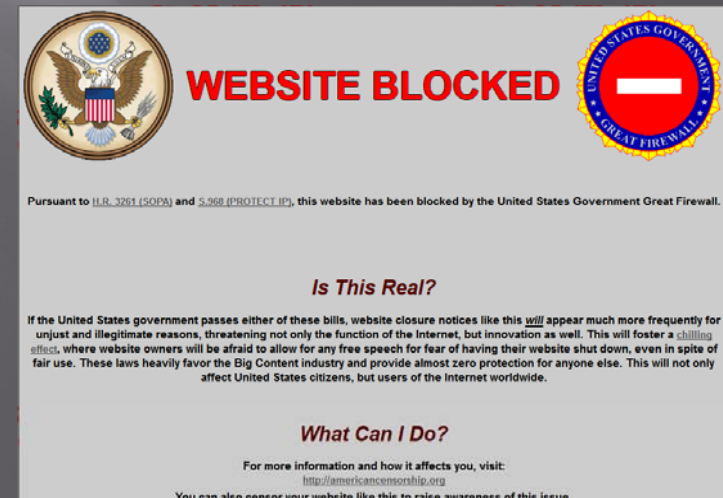 WEBSITE BLOCKED
UNITED STATES GOVERNMENT
GREAT FIREWALL
Pursuant to H.R. 3261 (SOPA) and S.968 (PROTECT IP), this website has been blocked by the United States Government Great Firewall.
Is This Real?
If the United States government passes either of these bills, website closure notices like this will appear much more frequently for
unjust and illegitimate reasons, threatening not only the function of the Internet, but innovation as well. This will foster a chilling
effect, where website owners will be afraid to allow for any free speech for fear of having their website shut down, even in spite of
fair use. These laws heavily favor the Big Content industry and provide almost zero protection for anyone else. This will not only
affect United States citizens, but users of the Internet worldwide.
What Can I Do?
For more information and how it affects you, visit:
http://americancensorship.org
You can also censor your website like this to raise awareness of this issue.